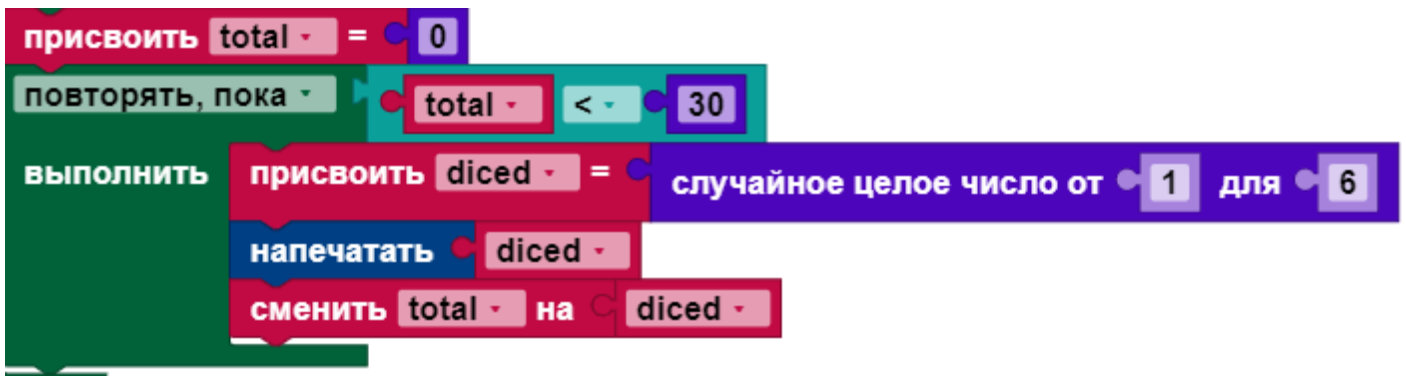 присвоить total = 0
повторять, пока total < 30
выполнить присвоить diced = случайное целое число от 1 для 6
напечатать diced
сменить total на diced